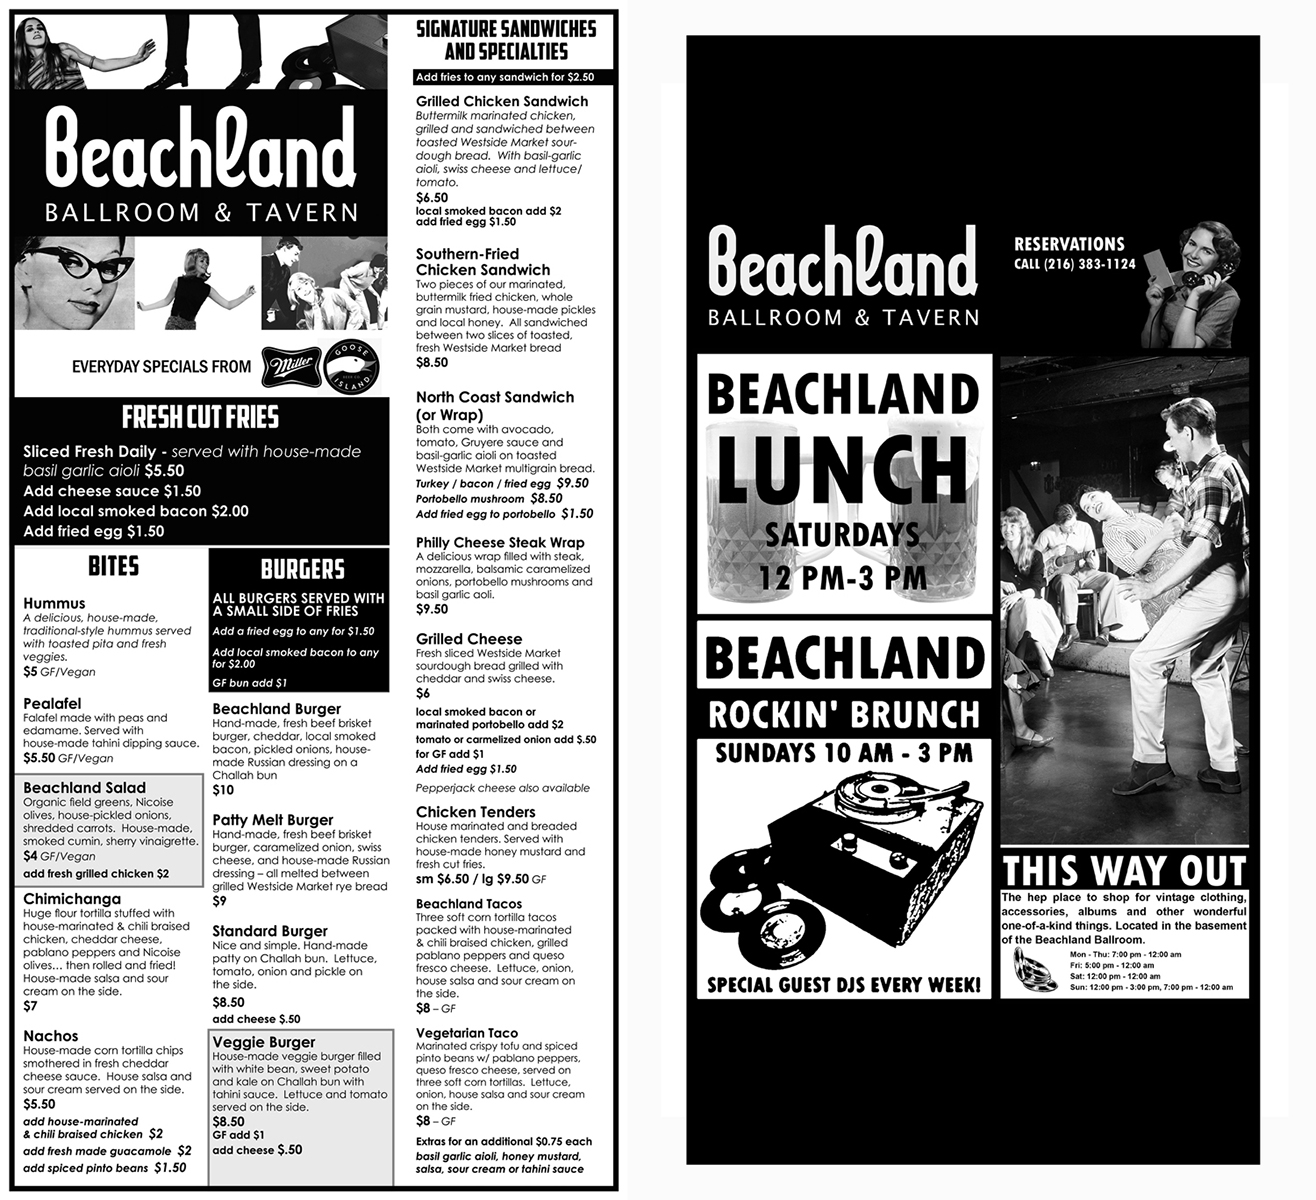 Beachland
BALLROOM & TAVERN
EVERYDAY SPECIALS FROM
Miller
GOOSE
ISLAND
FRESH CUT FRIES
Sliced Fresh Daily - served with house-made
basil garlic aioli $5.50
Add cheese sauce $1.50
Add local smoked bacon $2.00
Add fried egg $1.50
BITES
Hummus
A delicious, house-made,
traditional-style hummus served
with toasted pita and fresh
veggies.
$5 GF/Vegan
Pealafel
Falafel made with peas and
edamame. Served with
house-made tahini dipping sauce.
$5.50 GF/Vegan
Beachland Salad
Organic field greens, Nicoise
olives, house-pickled onions,
shredded carrots. House-made,
smoked cumin, sherry vinaigrette.
$4 GF/Vegan
add fresh grilled chicken $2
Chimichanga
Huge flour tortilla stuffed with
house-marinated & chili braised
chicken, cheddar cheese,
pablano peppers and Nicoise
olives... then rolled and fried!
House-made salsa and sour
cream on the side.
$7
Nachos
House-made corn tortilla chips
smothered in fresh cheddar
cheese sauce. House salsa and
sour cream served on the side.
$5.50
add house-marinated
& chili braised chicken $2
add fresh made guacamole $2
add spiced pinto beans $1.50
BURGERS
ALL BURGERS SERVED WITH
A SMALL SIDE OF FRIES
Add a fried egg to any for $1.50
Add local smoked bacon to any
for $2.00
GF bun add $1
Beachland Burger
Hand-made, fresh beef brisket
burger, cheddar, local smoked
bacon, pickled onions, house-
made Russian dressing on a
Challah bun
$10
Patty Melt Burger
Hand-made, fresh beef brisket
burger, caramelized onion, swiss
cheese, and house-made Russian
dressing – all melted between
grilled Westside Market rye bread
$9
Standard Burger
Nice and simple. Hand-made
patty on Challah bun. Lettuce,
tomato, onion and pickle on
the side.
$8.50
add cheese $.50
Veggie Burger
House-made veggie burger filled
with white bean, sweet potato
and kale on Challah bun with
tahini sauce. Lettuce and tomato
served on the side.
$8.50
GF add $1
add cheese $.50
SIGNATURE SANDWICHES
AND SPECIALTIES
Add fries to any sandwich for $2.50
Grilled Chicken Sandwich
Buttermilk marinated chicken,
grilled and sandwiched between
toasted Westside Market sour-
dough bread. With basil-garlic
aioli, swiss cheese and lettuce/
tomato.
$6.50
local smoked bacon add $2
add fried egg $1.50
Southern-Fried
Chicken Sandwich
Two pieces of our marinated,
buttermilk fried chicken, whole
grain mustard, house-made pickles
and local honey. All sandwiched
between two slices of toasted,
fresh Westside Market bread
$8.50
North Coast Sandwich
(or Wrap)
Both come with avocado,
tomato, Gruyere sauce and
basil-garlic aioli on toasted
Westside Market multigrain bread.
Turkey / bacon / fried egg $9.50
Portobello mushroom $8.50
Add fried egg to portobello $1.50
Philly Cheese Steak Wrap
A delicious wrap filled with steak,
mozzarella, balsamic caramelized
onions, portobello mushrooms and
basil garlic aoli.
$9.50
Grilled Cheese
Fresh sliced Westside Market
sourdough bread grilled with
cheddar and swiss cheese.
$6
local smoked bacon or
marinated portobello add $2
tomato or carmelized onion add $.50
for GF add $1
Add fried egg $1.50
Pepperjack cheese also available
Chicken Tenders
House marinated and breaded
chicken tenders. Served with
house-made honey mustard and
fresh cut fries.
sm $6.50 / lg $9.50 GF
Beachland Tacos
Three soft corn tortilla tacos
packed with house-marinated
& chili braised chicken, grilled
pablano peppers and queso
fresco cheese. Lettuce, onion,
house salsa and sour cream on
the side.
$8 – GF
Vegetarian Taco
Marinated crispy tofu and spiced
pinto beans w/ pablano peppers,
queso fresco cheese, served on
three soft corn tortillas. Lettuce,
onion, house salsa and sour cream
on the side.
$8 – GF
Extras for an additional $0.75 each
basil garlic aioli, honey mustard,
salsa, sour cream or tahini sauce
Beachland
BALLROOM & TAVERN
RESERVATIONS
CALL (216) 383-1124
BEACHLAND
LUNCH
SATURDAYS
12 PM-3 PM
BEACHLAND
ROCKIN' BRUNCH
SUNDAYS 10 AM - 3 PM
SPECIAL GUEST DJS EVERY WEEK!
THIS WAY OUT
The hep place to shop for vintage clothing,
accessories, albums and other wonderful
one-of-a-kind things. Located in the basement
of the Beachland Ballroom.
Mon - Thu: 7:00 pm - 12:00 am
Fri: 5:00 pm - 12:00 am
Sat: 12:00 pm - 12:00 am
Sun: 12:00 pm - 3:00 pm, 7:00 pm - 12:00 am